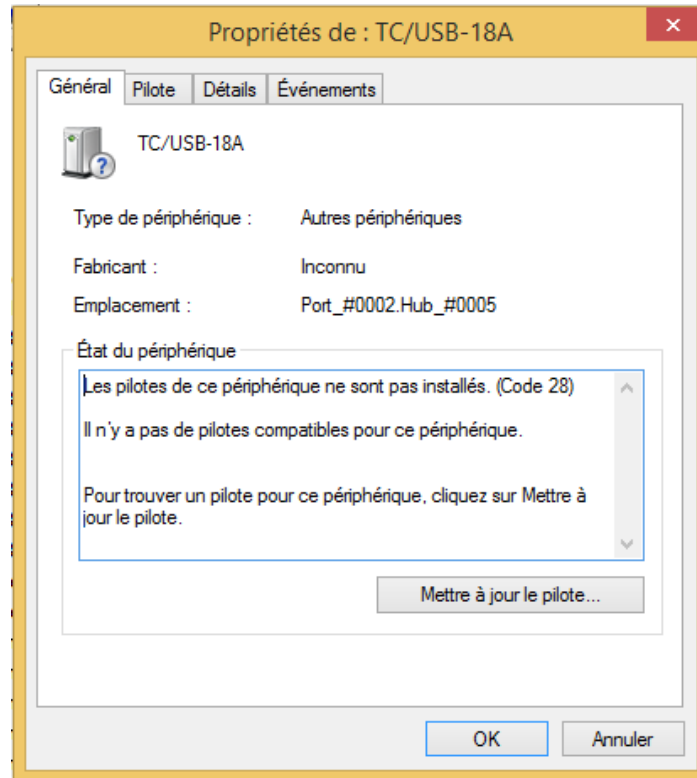 Propriétés de : TC/USB-18A
Général Pilote Détails Événements
TC/USB-18A
Type de périphérique : Autres périphériques
Fabricant : Inconnu
Emplacement : Port_#0002.Hub_#0005
État du périphérique
Les pilotes de ce périphérique ne sont pas installés. (Code 28)
Il n'y a pas de pilotes compatibles pour ce périphérique.
Pour trouver un pilote pour ce périphérique, cliquez sur Mettre à
jour le pilote.
Mettre à jour le pilote...
OK Annuler